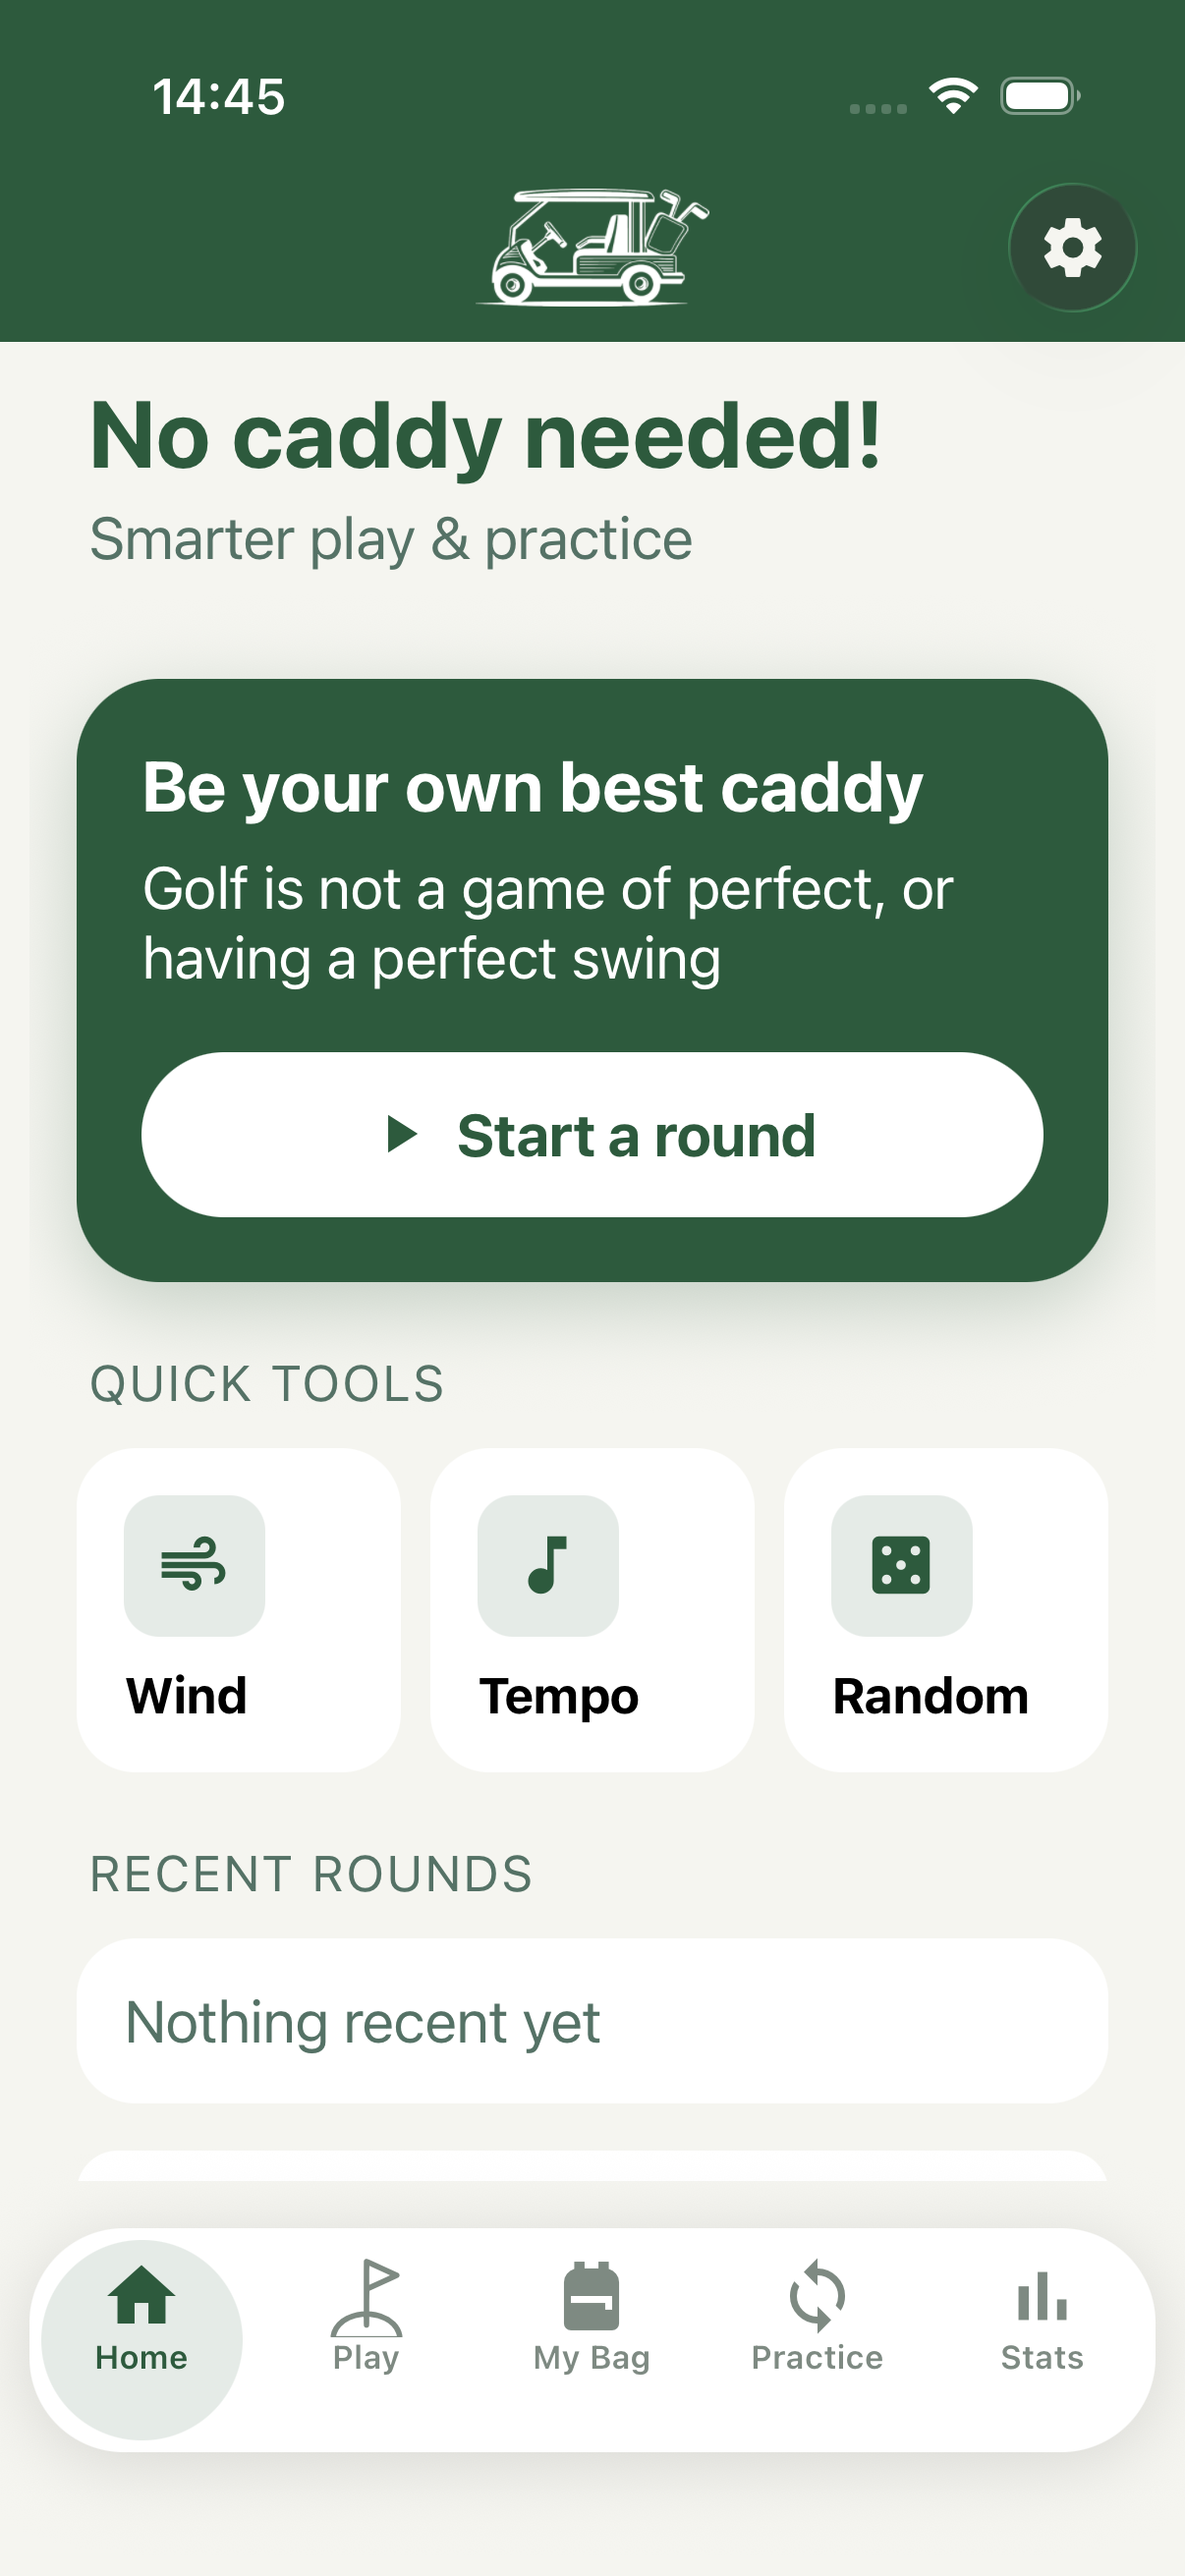 14:45
No caddy needed!
Smarter play & practice
Be your own best caddy
Golf is not a game of perfect, or
having a perfect swing
Start a round
QUICK TOOLS
Wind
Tempo
Random
RECENT ROUNDS
Nothing recent yet
Home
Play
My Bag
Practice
Stats